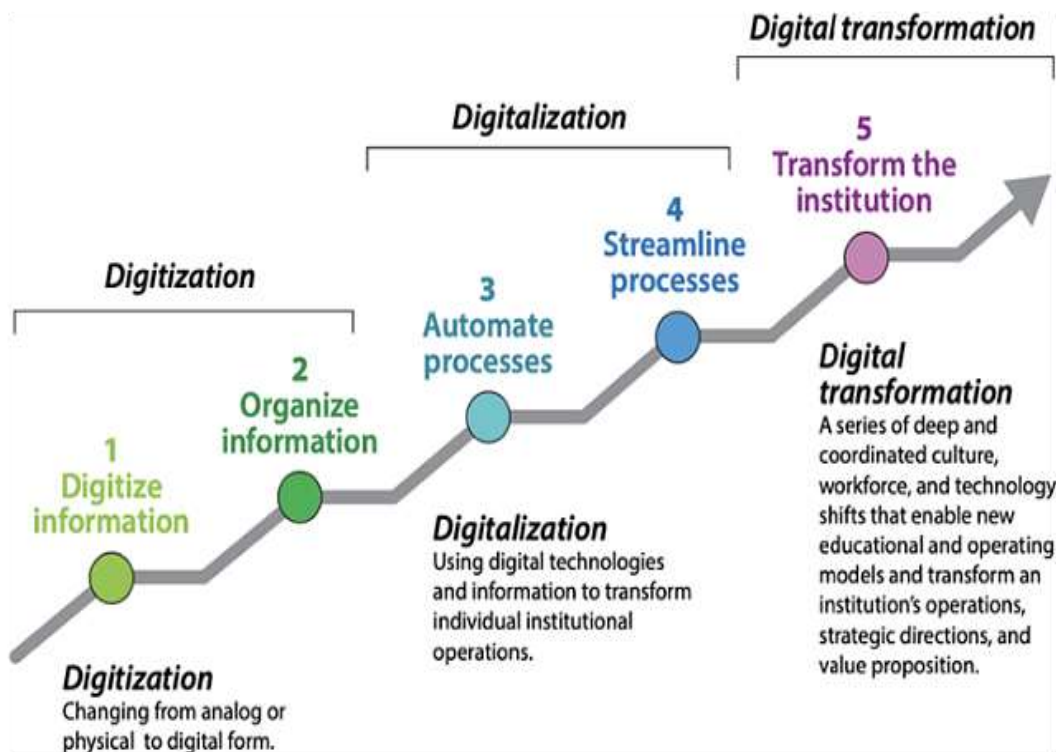 Digital transformation
Digitalization
5
Transform the
institution
4
Streamline
processes
Digitization
3
Automate
processes
2
Organize
information
1
Digitize
information
Digitization
Changing from analog or
physical to digital form.
Digitalization
Using digital technologies
and information to transform
individual institutional
operations.
Digital
transformation
A series of deep and
coordinated culture,
workforce, and technology
shifts that enable new
educational and operating
models and transform an
institution's operations,
strategic directions, and
value proposition.